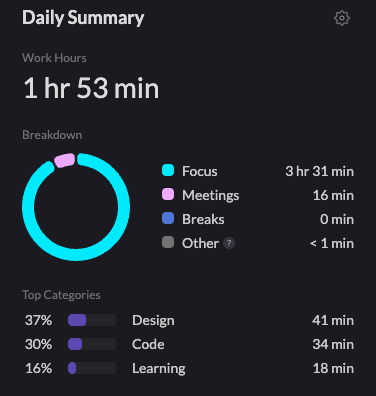 Daily Summary
Work Hours
1 hr 53 min
Breakdown
Focus 3 hr 31 min
Meetings 16 min
Breaks 0 min
Other ? < 1 min
Top Categories
37% Design 41 min
30% Code 34 min
16% Learning 18 min